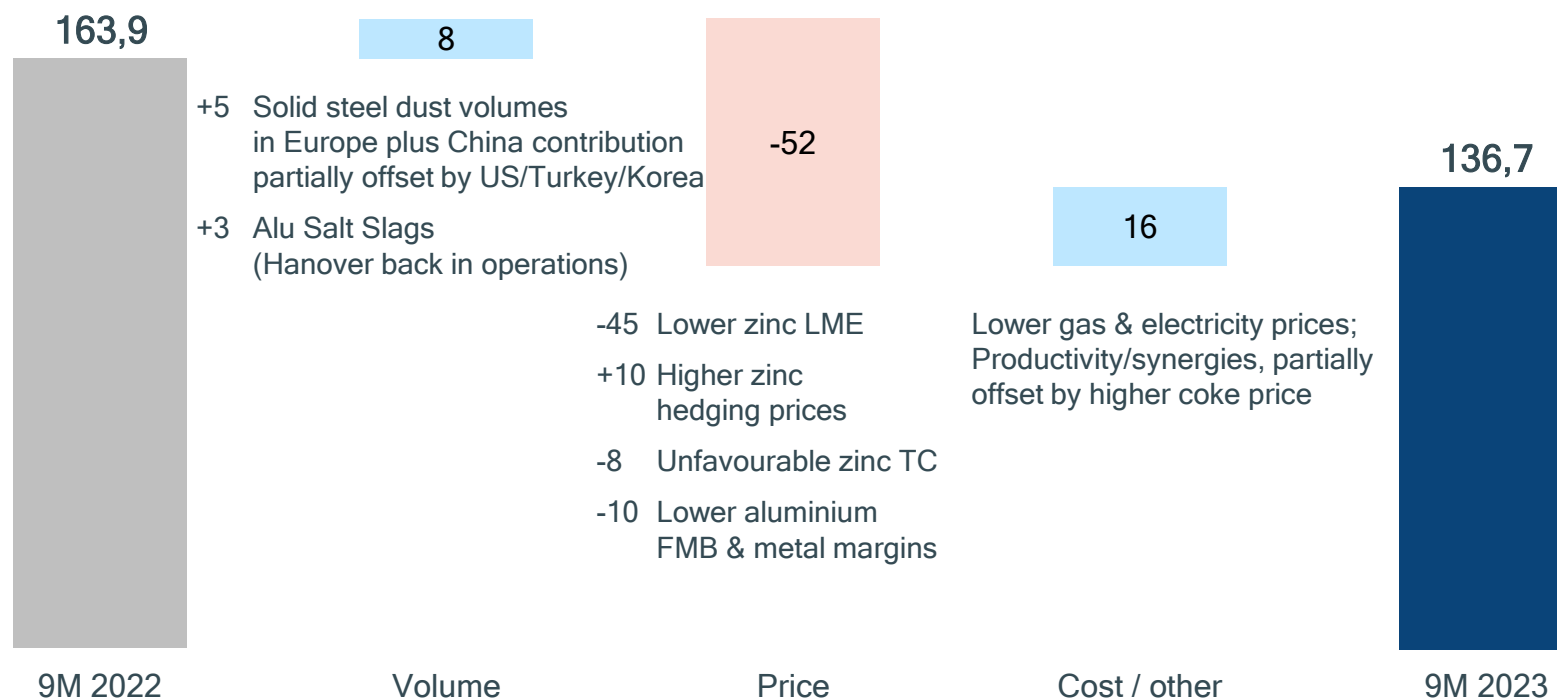 163,9
8
+5 Solid steel dust volumes
in Europe plus China contribution
partially offset by US/Turkey/Korea
+3 Alu Salt Slags
(Hanover back in operations)
-52
-45 Lower zinc LME
+10 Higher zinc
hedging prices
-8 Unfavourable zinc TC
-10 Lower aluminium
FMB & metal margins
16
Lower gas & electricity prices;
Productivity/synergies, partially
offset by higher coke price
136,7
9M 2022
Volume
Price
Cost / other
9M 2023